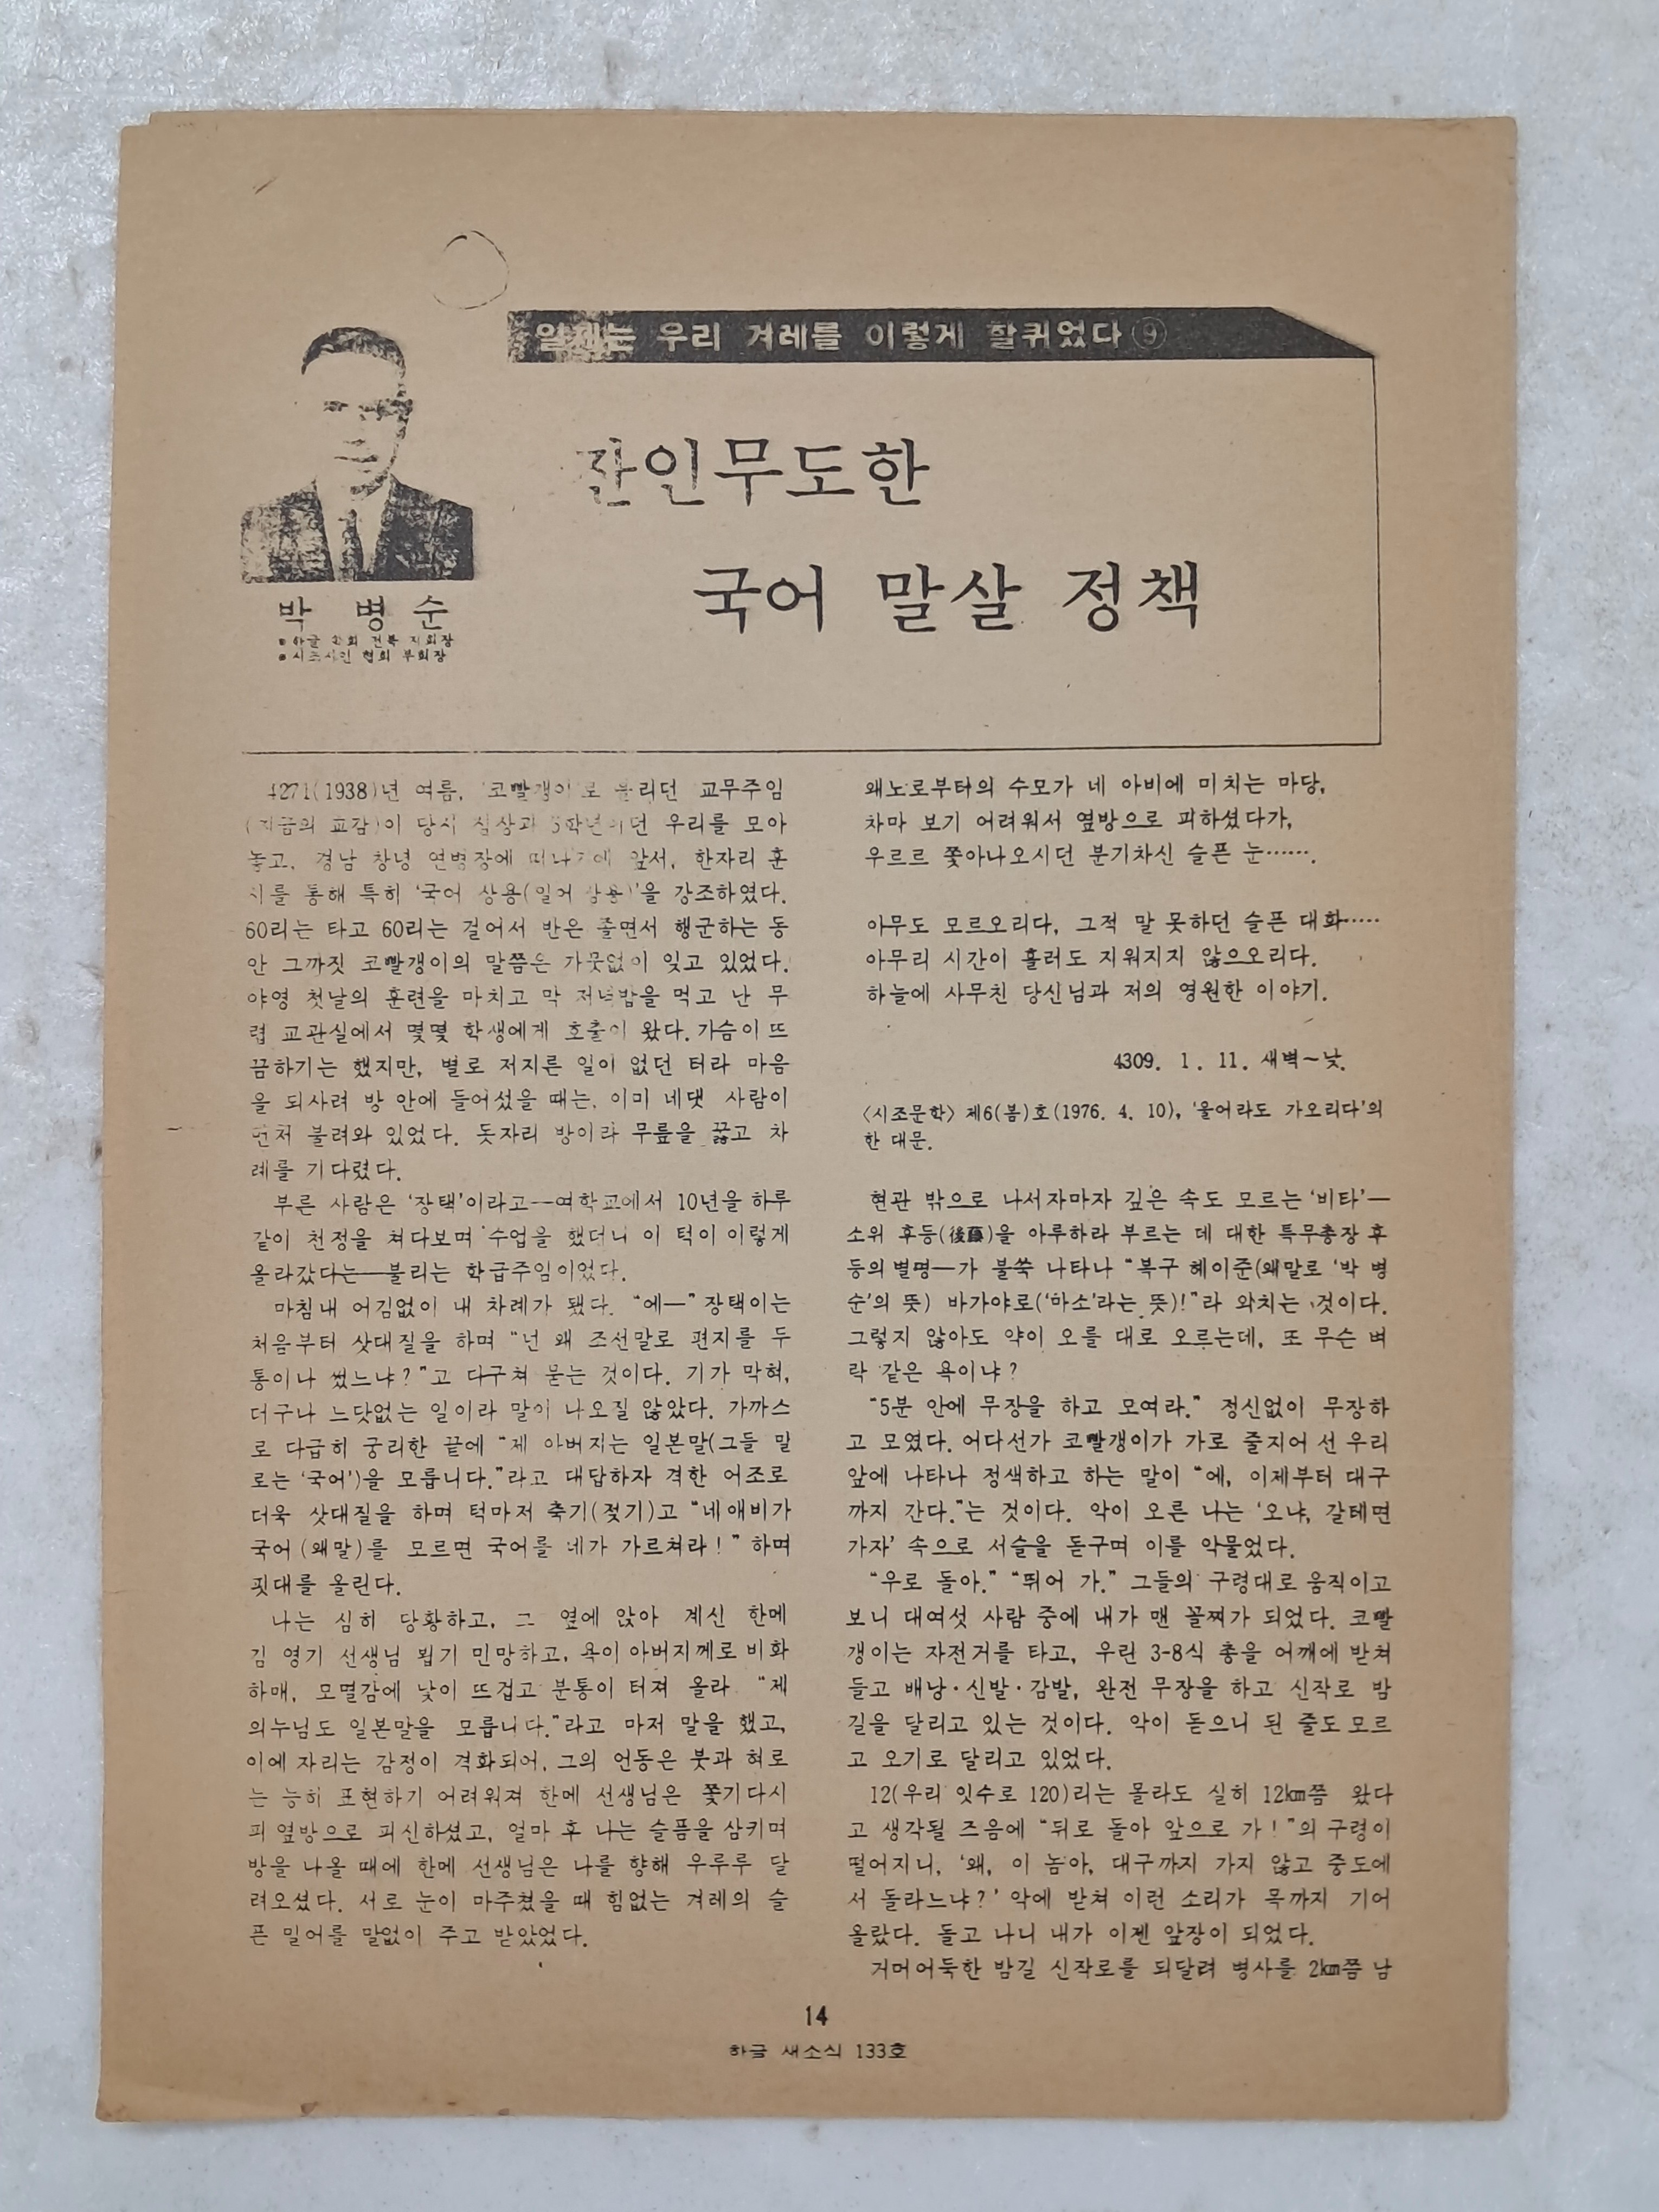 일제는 우리 겨레를 이렇게 할퀴었다 ⑨
잔인무도한
국어 말살 정책
박 병 순
■한글 학회 전북 지회장
■시조시인 협회 부회장
4271(1938)년 여름, ‘코빨갱이’로 불리던 교무주임
(지금의 교감)이 당시 심상과 5학년이던 우리를 모아
놓고, 경남 창녕 연병장에 떠나기에 앞서, 한자리 훈
시를 통해 특히 ‘국어 상용(일어 상용)’을 강조하였다.
60리는 타고 60리는 걸어서 반은 졸면서 행군하는 동
안 그까짓 코빨갱이의 말쯤은 가뭇없이 잊고 있었다.
야영 첫날의 훈련을 마치고 막 저녁밥을 먹고 난 무
렵 교관실에서 몇몇 학생에게 호출이 왔다. 가슴이 뜨
끔하기는 했지만, 별로 저지른 일이 없던 터라 마음
을 되사려 방 안에 들어섰을 때는, 이미 네댓 사람이
먼저 불려와 있었다. 돗자리 방이라 무릎을 꿇고 차
례를 기다렸다.
부른 사람은 ‘장택’이라고—여학교에서 10년을 하루
같이 천정을 쳐다보며 수업을 했더니 이 턱이 이렇게
올라갔다는—불리는 학급주임이었다.
마침내 어김없이 내 차례가 됐다. “에—” 장택이는
처음부터 삿대질을 하며 “넌 왜 조선말로 편지를 두
통이나 썼느냐?”고 다구쳐 묻는 것이다. 기가 막혀,
더구나 느닷없는 일이라 말이 나오질 않았다. 가까스
로 다급히 궁리한 끝에 “제 아버지는 일본말(그들 말
로는 ‘국어’)을 모릅니다.”라고 대답하자 격한 어조로
더욱 삿대질을 하며 턱마저 축기(젖기)고 “네애비가
국어(왜말)를 모르면 국어를 네가 가르쳐라!” 하며
핏대를 올린다.
나는 심히 당황하고, 그 옆에 앉아 계신 한메
김 영기 선생님 뵙기 민망하고, 욕이 아버지께로 비화
하매, 모멸감에 낯이 뜨겁고 분통이 터져 올라 “제
의누님도 일본말을 모릅니다.”라고 마저 말을 했고,
이에 자리는 감정이 격화되어, 그의 언동은 붓과 혀로
는 능히 표현하기 어려워져 한메 선생님은 쫓기다시
피 옆방으로 피신하셨고, 얼마 후 나는 슬픔을 삼키며
방을 나올 때에 한메 선생님은 나를 향해 우루루 달
려오셨다. 서로 눈이 마주쳤을 때 힘없는 겨레의 슬
픈 밀어를 말없이 주고 받았었다.
왜노로부터의 수모가 네 아비에 미치는 마당,
차마 보기 어려워서 옆방으로 피하셨다가,
우르르 쫓아나오시던 분기차신 슬픈 눈…….
아무도 모르오리다, 그적 말 못하던 슬픈 대화……
아무리 시간이 흘러도 지워지지 않으오리다.
하늘에 사무친 당신님과 저의 영원한 이야기.
4309. 1. 11. 새벽～낮.
〈시조문학〉 제6(봄)호(1976. 4. 10), ‘울어라도 가오리다’의
한 대문.
현관 밖으로 나서자마자 깊은 속도 모르는 ‘비타’—
소위 후등(後藤)을 아루하라 부르는 데 대한 특무총장 후
등의 별명—가 불쑥 나타나 “복구 헤이준(왜말로 ‘박 병
순’의 뜻) 바가야로(‘마소’라는 뜻)!”라 왁치는 것이다.
그렇지 않아도 약이 오를 대로 오르는데, 또 무슨 벼
락 같은 욕이냐?
“5분 안에 무장을 하고 모여라.” 정신없이 무장하
고 모였다. 어디선가 코빨갱이가 가로 줄지어 선 우리
앞에 나타나 정색하고 하는 말이 “에, 이제부터 대구
까지 간다.”는 것이다. 악이 오른 나는 ‘오냐, 갈테면
가자’ 속으로 서슬을 돋구며 이를 악물었다.
“우로 돌아.” “뛰어 가.” 그들의 구령대로 움직이고
보니 대여섯 사람 중에 내가 맨 꼴찌가 되었다. 코빨
갱이는 자전거를 타고, 우린 3-8식 총을 어깨에 받쳐
들고 배낭·신발·감발, 완전 무장을 하고 신작로 밤
길을 달리고 있는 것이다. 악이 돋으니 된 줄도 모르
고 오기로 달리고 있었다.
12(우리 잇수로 120)리는 몰라도 실히 12km쯤 왔다
고 생각될 즈음에 “뒤로 돌아 앞으로 가!”의 구령이
떨어지니, ‘왜, 이 놈아, 대구까지 가지 않고 중도에
서 돌라느냐?’ 악에 받쳐 이런 소리가 목까지 기어
올랐다. 돌고 나니 내가 이젠 앞장이 되었다.
거머어둑한 밤길 신작로를 되달려 병사를 2km쯤 남
14
한글 새소식 133호